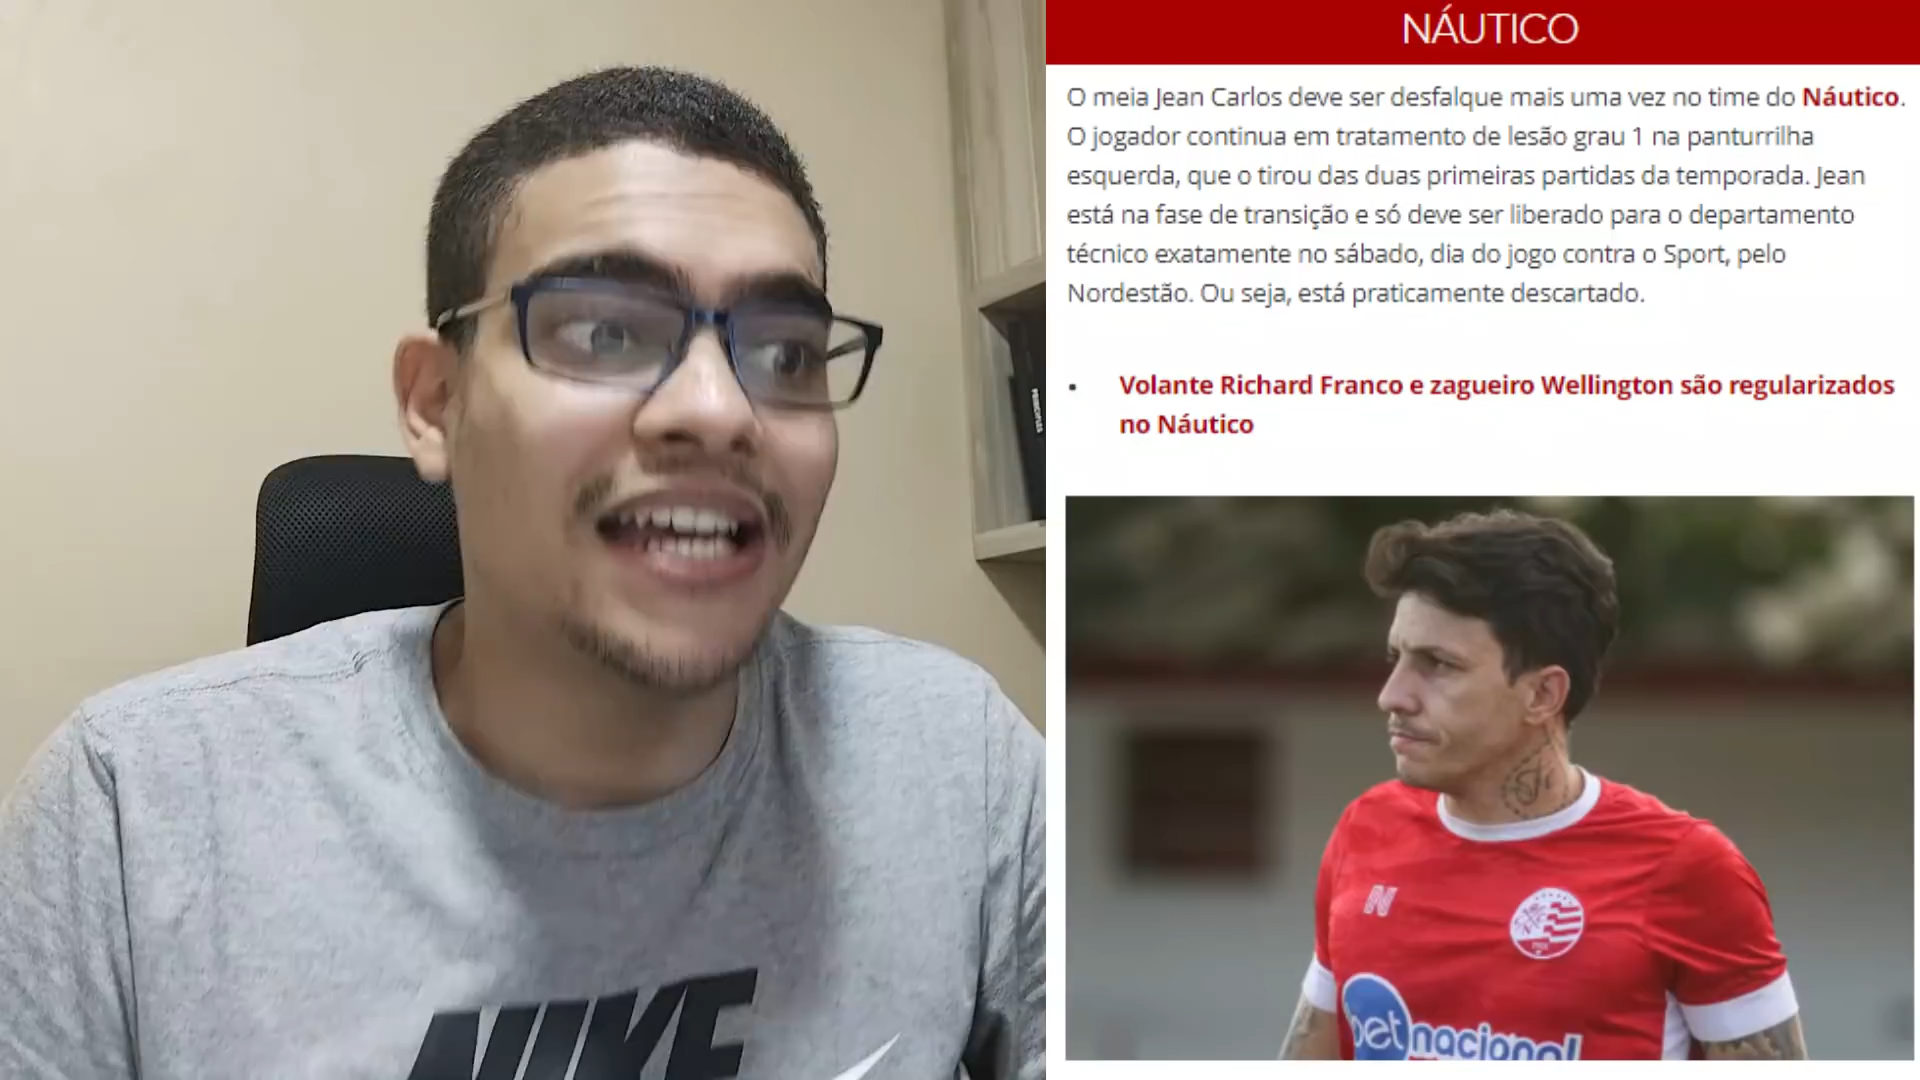 NÁUTICO
O meia Jean Carlos deve ser desfalque mais uma vez no time do Náutico.
O jogador continua em tratamento de lesão grau 1 na panturrilha
esquerda, que o tirou das duas primeiras partidas da temporada. Jean
está na fase de transição e só deve ser liberado para o departamento
técnico exatamente no sábado, dia do jogo contra o Sport, pelo
Nordestão. Ou seja, está praticamente descartado.
• Volante Richard Franco e zagueiro Wellington são regularizados
no Náutico
PRINCIPLES
N
bet nacional
NIKE